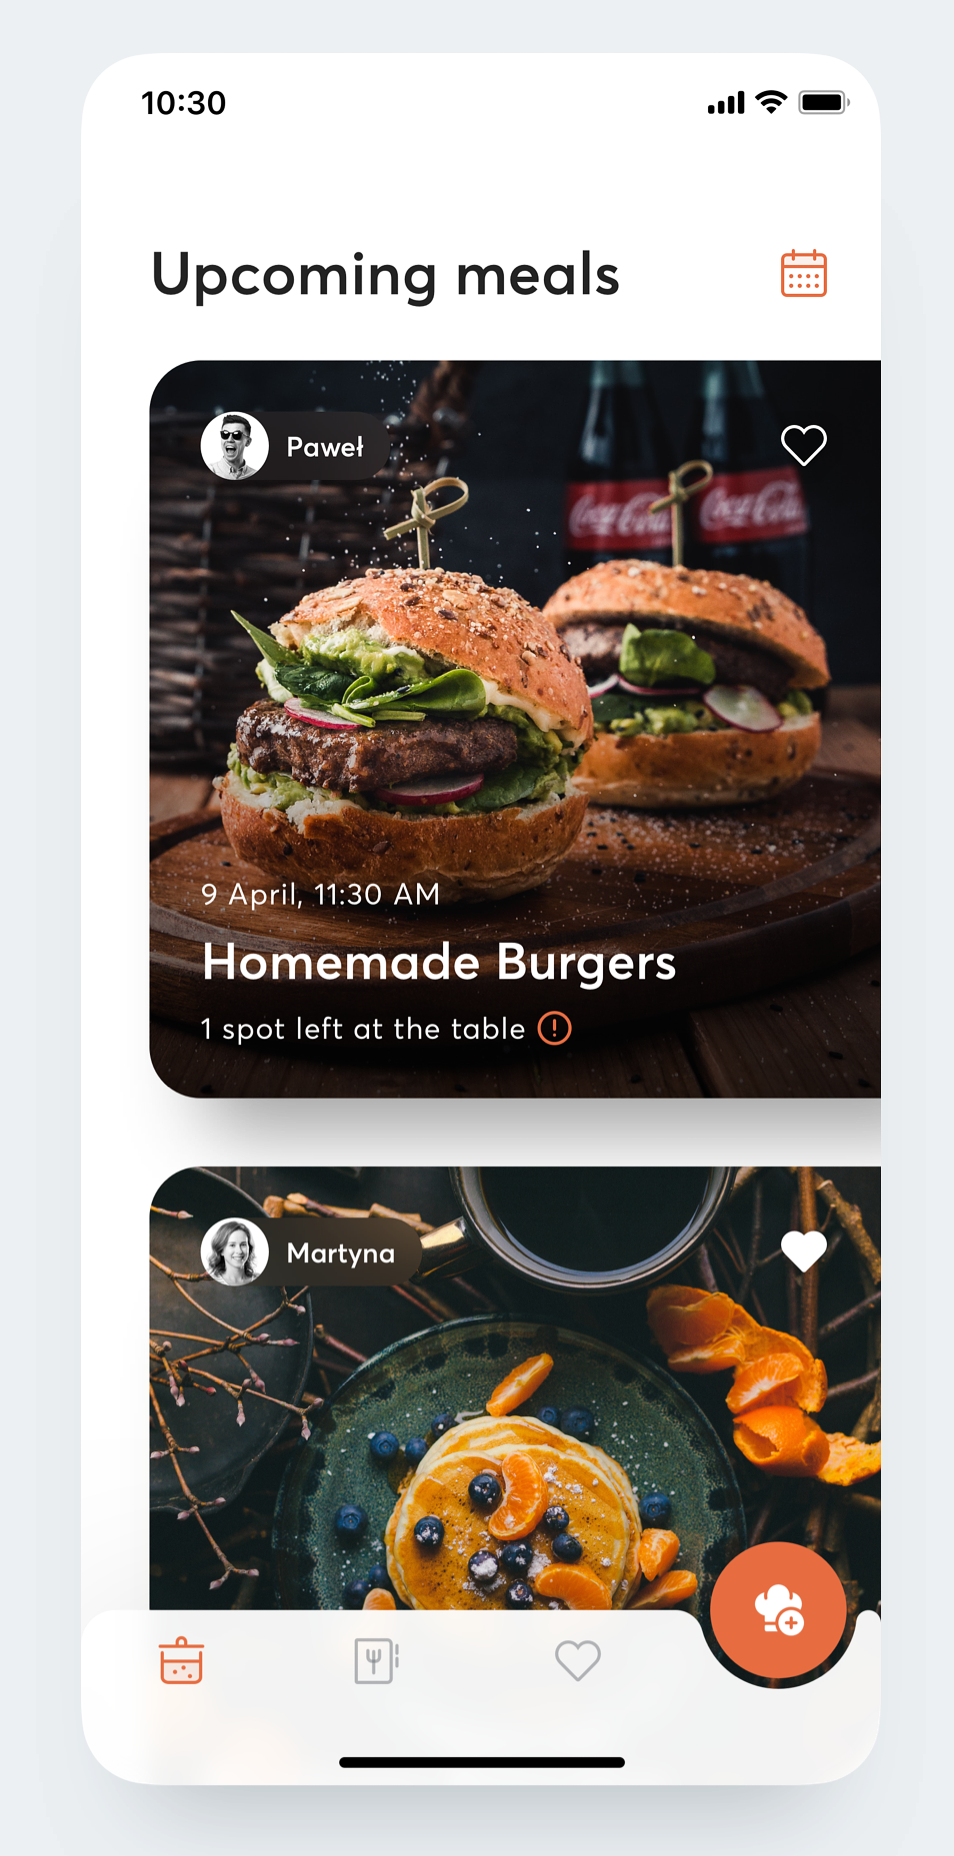 10:30
Upcoming meals
Paweł
Coca-Cola Coca-Cola
9 April, 11:30 AM
Homemade Burgers
1 spot left at the table
Martyna